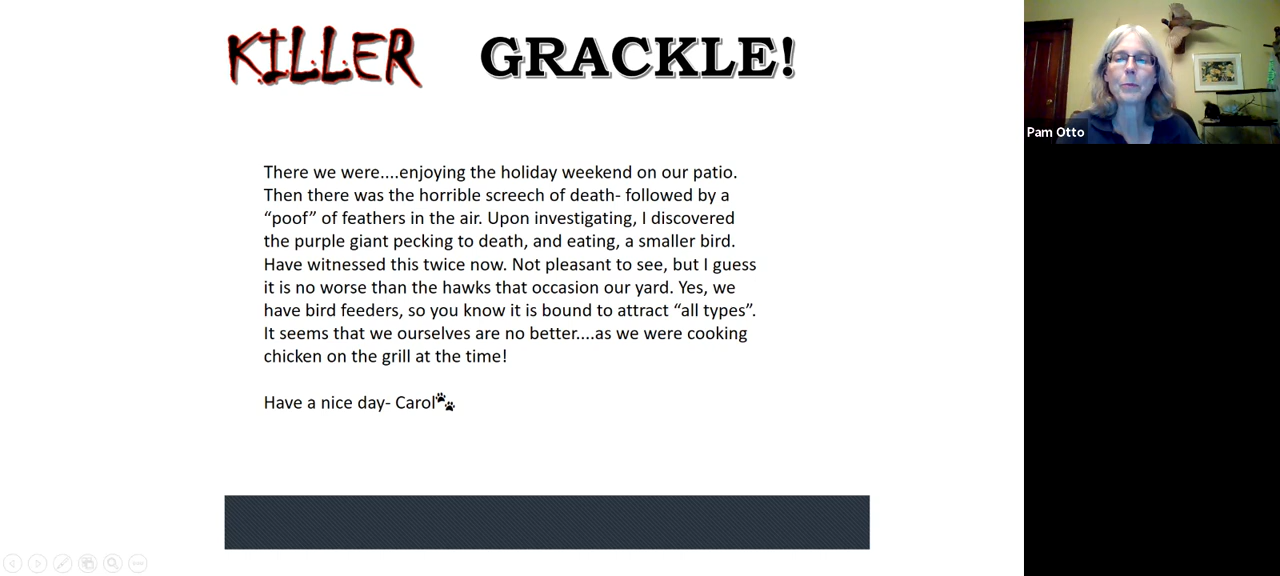 KILLER GRACKLE!
Pam Otto
There we were....enjoying the holiday weekend on our patio.
Then there was the horrible screech of death- followed by a
“poof” of feathers in the air. Upon investigating, I discovered
the purple giant pecking to death, and eating, a smaller bird.
Have witnessed this twice now. Not pleasant to see, but I guess
it is no worse than the hawks that occasion our yard. Yes, we
have bird feeders, so you know it is bound to attract “all types”.
It seems that we ourselves are no better....as we were cooking
chicken on the grill at the time!
Have a nice day- Carol🐾